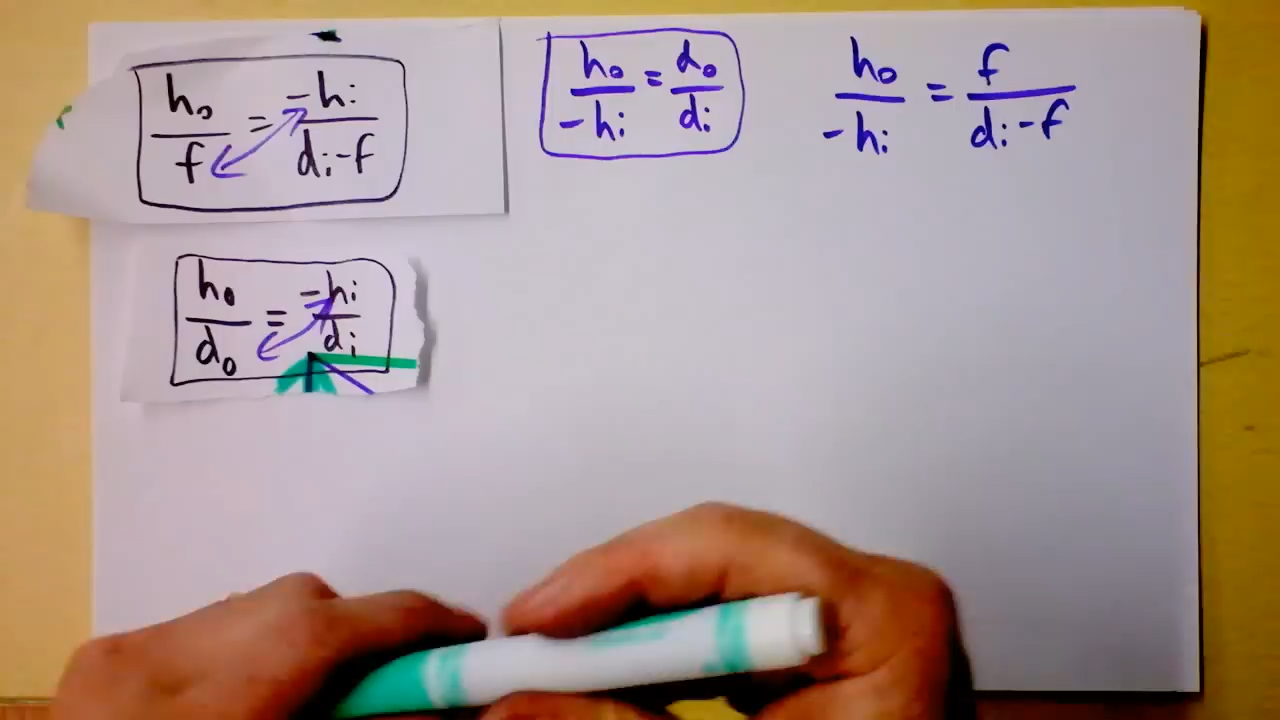 h₀/f = -hᵢ/(dᵢ-f)
h₀/-hᵢ = d₀/dᵢ
h₀/-hᵢ = f/(dᵢ-f)
h₀/d₀ = -hᵢ/dᵢ